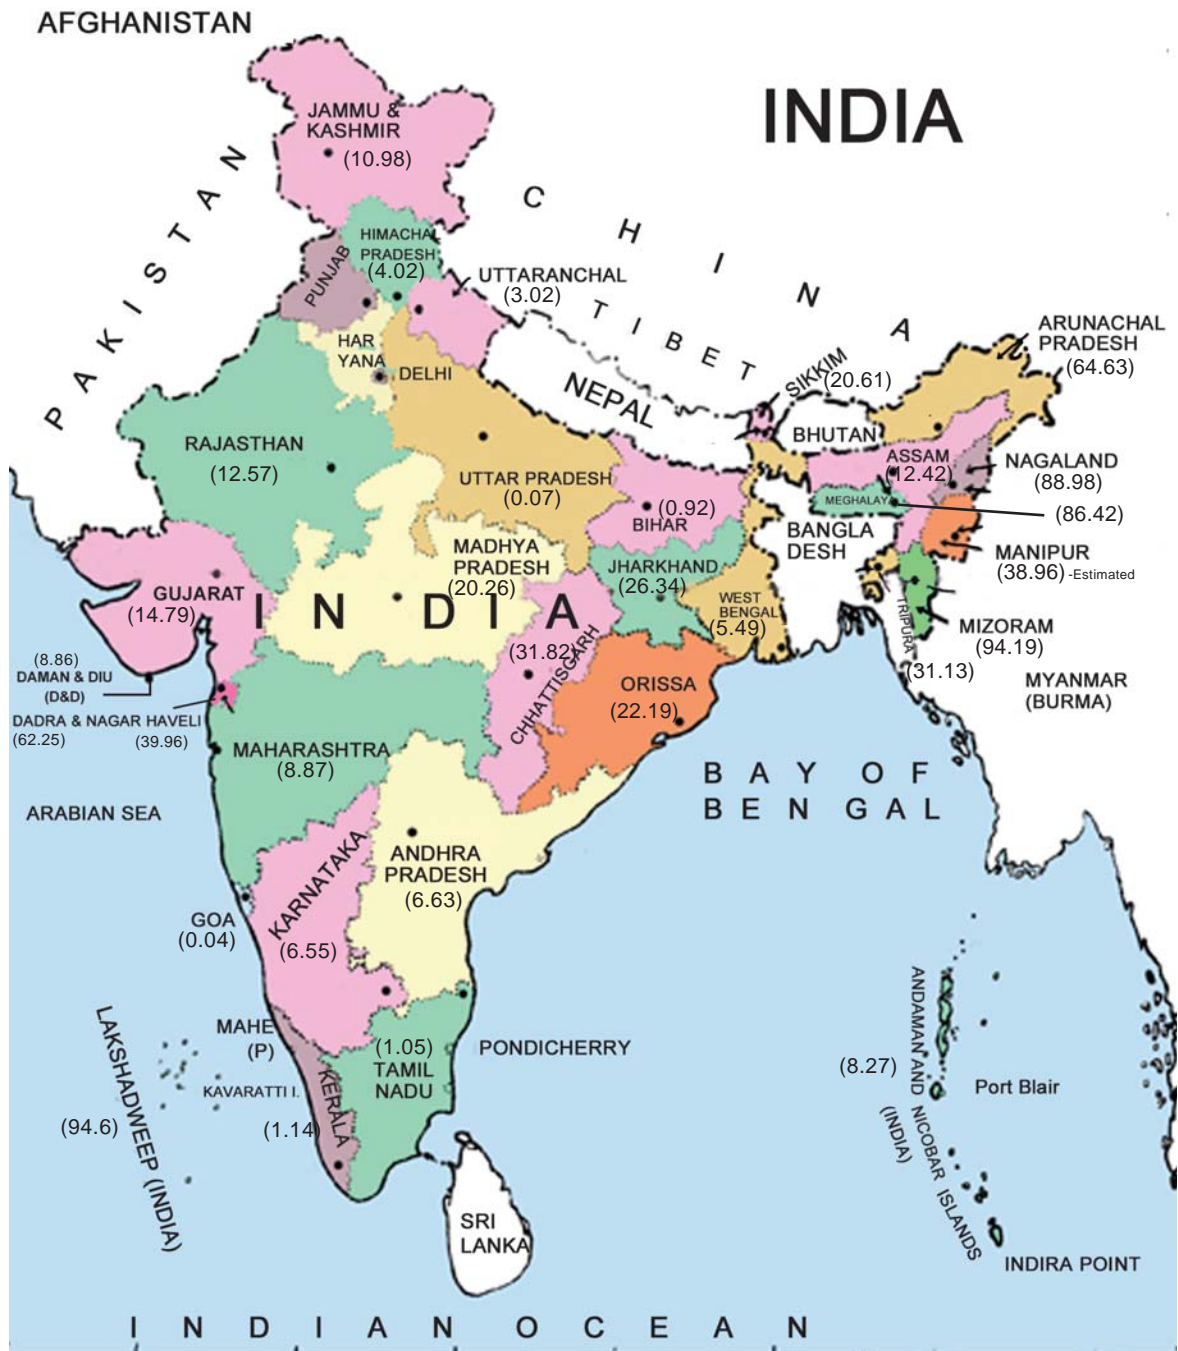 AFGHANISTAN
INDIA
JAMMU &
KASHMIR
(10.98)
PAKISTAN
CHINA
HIMACHAL
PRADESH
(4.02)
PUNJAB
UTTARANCHAL
(3.02)
TIBET
HAR
YANA
DELHI
NEPAL
SIKKIM
(20.61)
ARUNACHAL
PRADESH
(64.63)
BHUTAN
RAJASTHAN
(12.57)
UTTAR PRADESH
(0.07)
ASSAM
(12.42)
NAGALAND
(88.98)
MEGHALAYA
(86.42)
(0.92)
BIHAR
BANGLA
DESH
MADHYA
PRADESH
(20.26)
JHARKHAND
(26.34)
MANIPUR
(38.96) -Estimated
GUJARAT
(14.79)
INDIA
WEST
BENGAL
(5.49)
TRIPURA
(31.13)
MIZORAM
(94.19)
(31.82)
CHHATTISGARH
MYANMAR
(BURMA)
(8.86)
DAMAN & DIU
(D&D)
ORISSA
(22.19)
DADRA & NAGAR HAVELI
(62.25)
(39.96)
MAHARASHTRA
(8.87)
BAY OF
BENGAL
ARABIAN SEA
ANDHRA
PRADESH
(6.63)
KARNATAKA
(6.55)
GOA
(0.04)
MAHE
(P)
(1.05)
TAMIL
NADU
PONDICHERRY
KAVARATTI I.
KERALA
(1.14)
LAKSHADWEEP (INDIA)
(94.6)
ANDAMAN AND NICOBAR ISLANDS
(INDIA)
(8.27)
Port Blair
SRI
LANKA
INDIRA POINT
INDIAN OCEAN